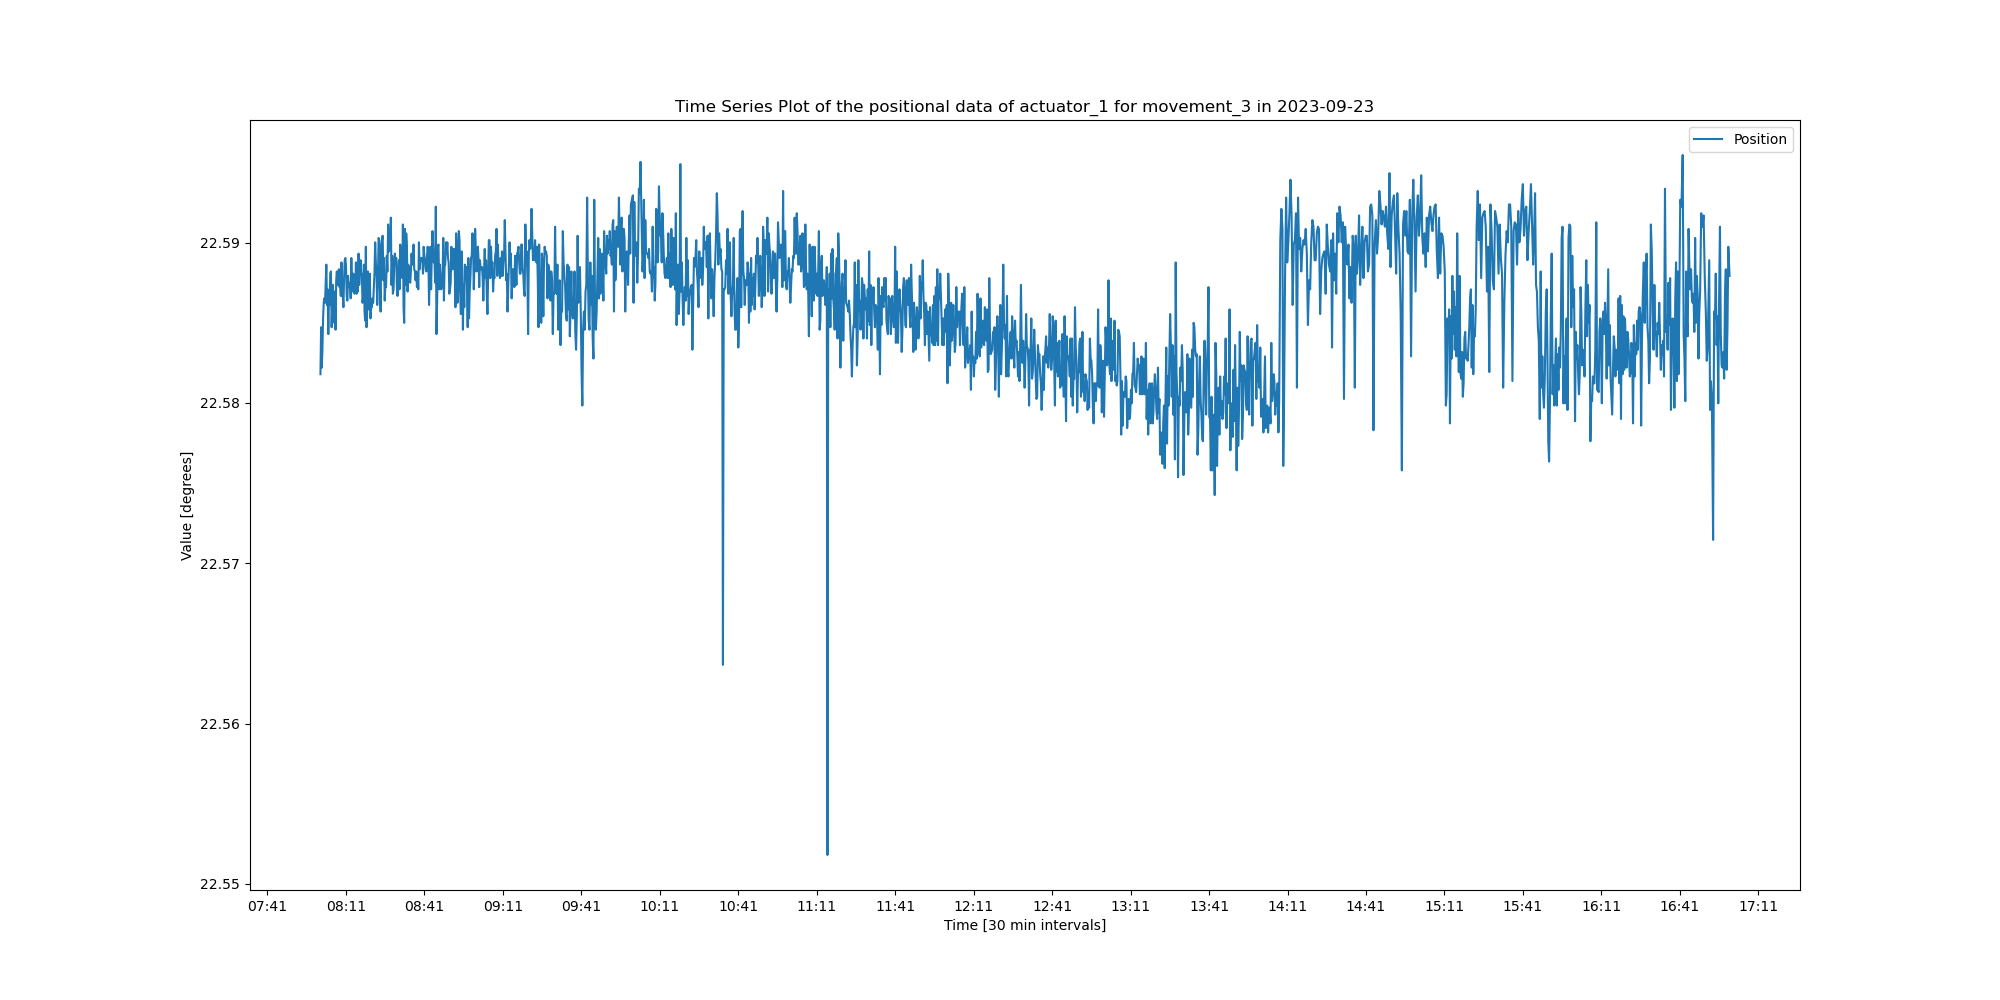 Time Series Plot of the positional data of actuator_1 for movement_3 in 2023-09-23
Position
Value [degrees]
22.59
22.58
22.57
22.56
22.55
07:41 08:11 08:41 09:11 09:41 10:11 10:41 11:11 11:41 12:11 12:41 13:11 13:41 14:11 14:41 15:11 15:41 16:11 16:41 17:11
Time [30 min intervals]